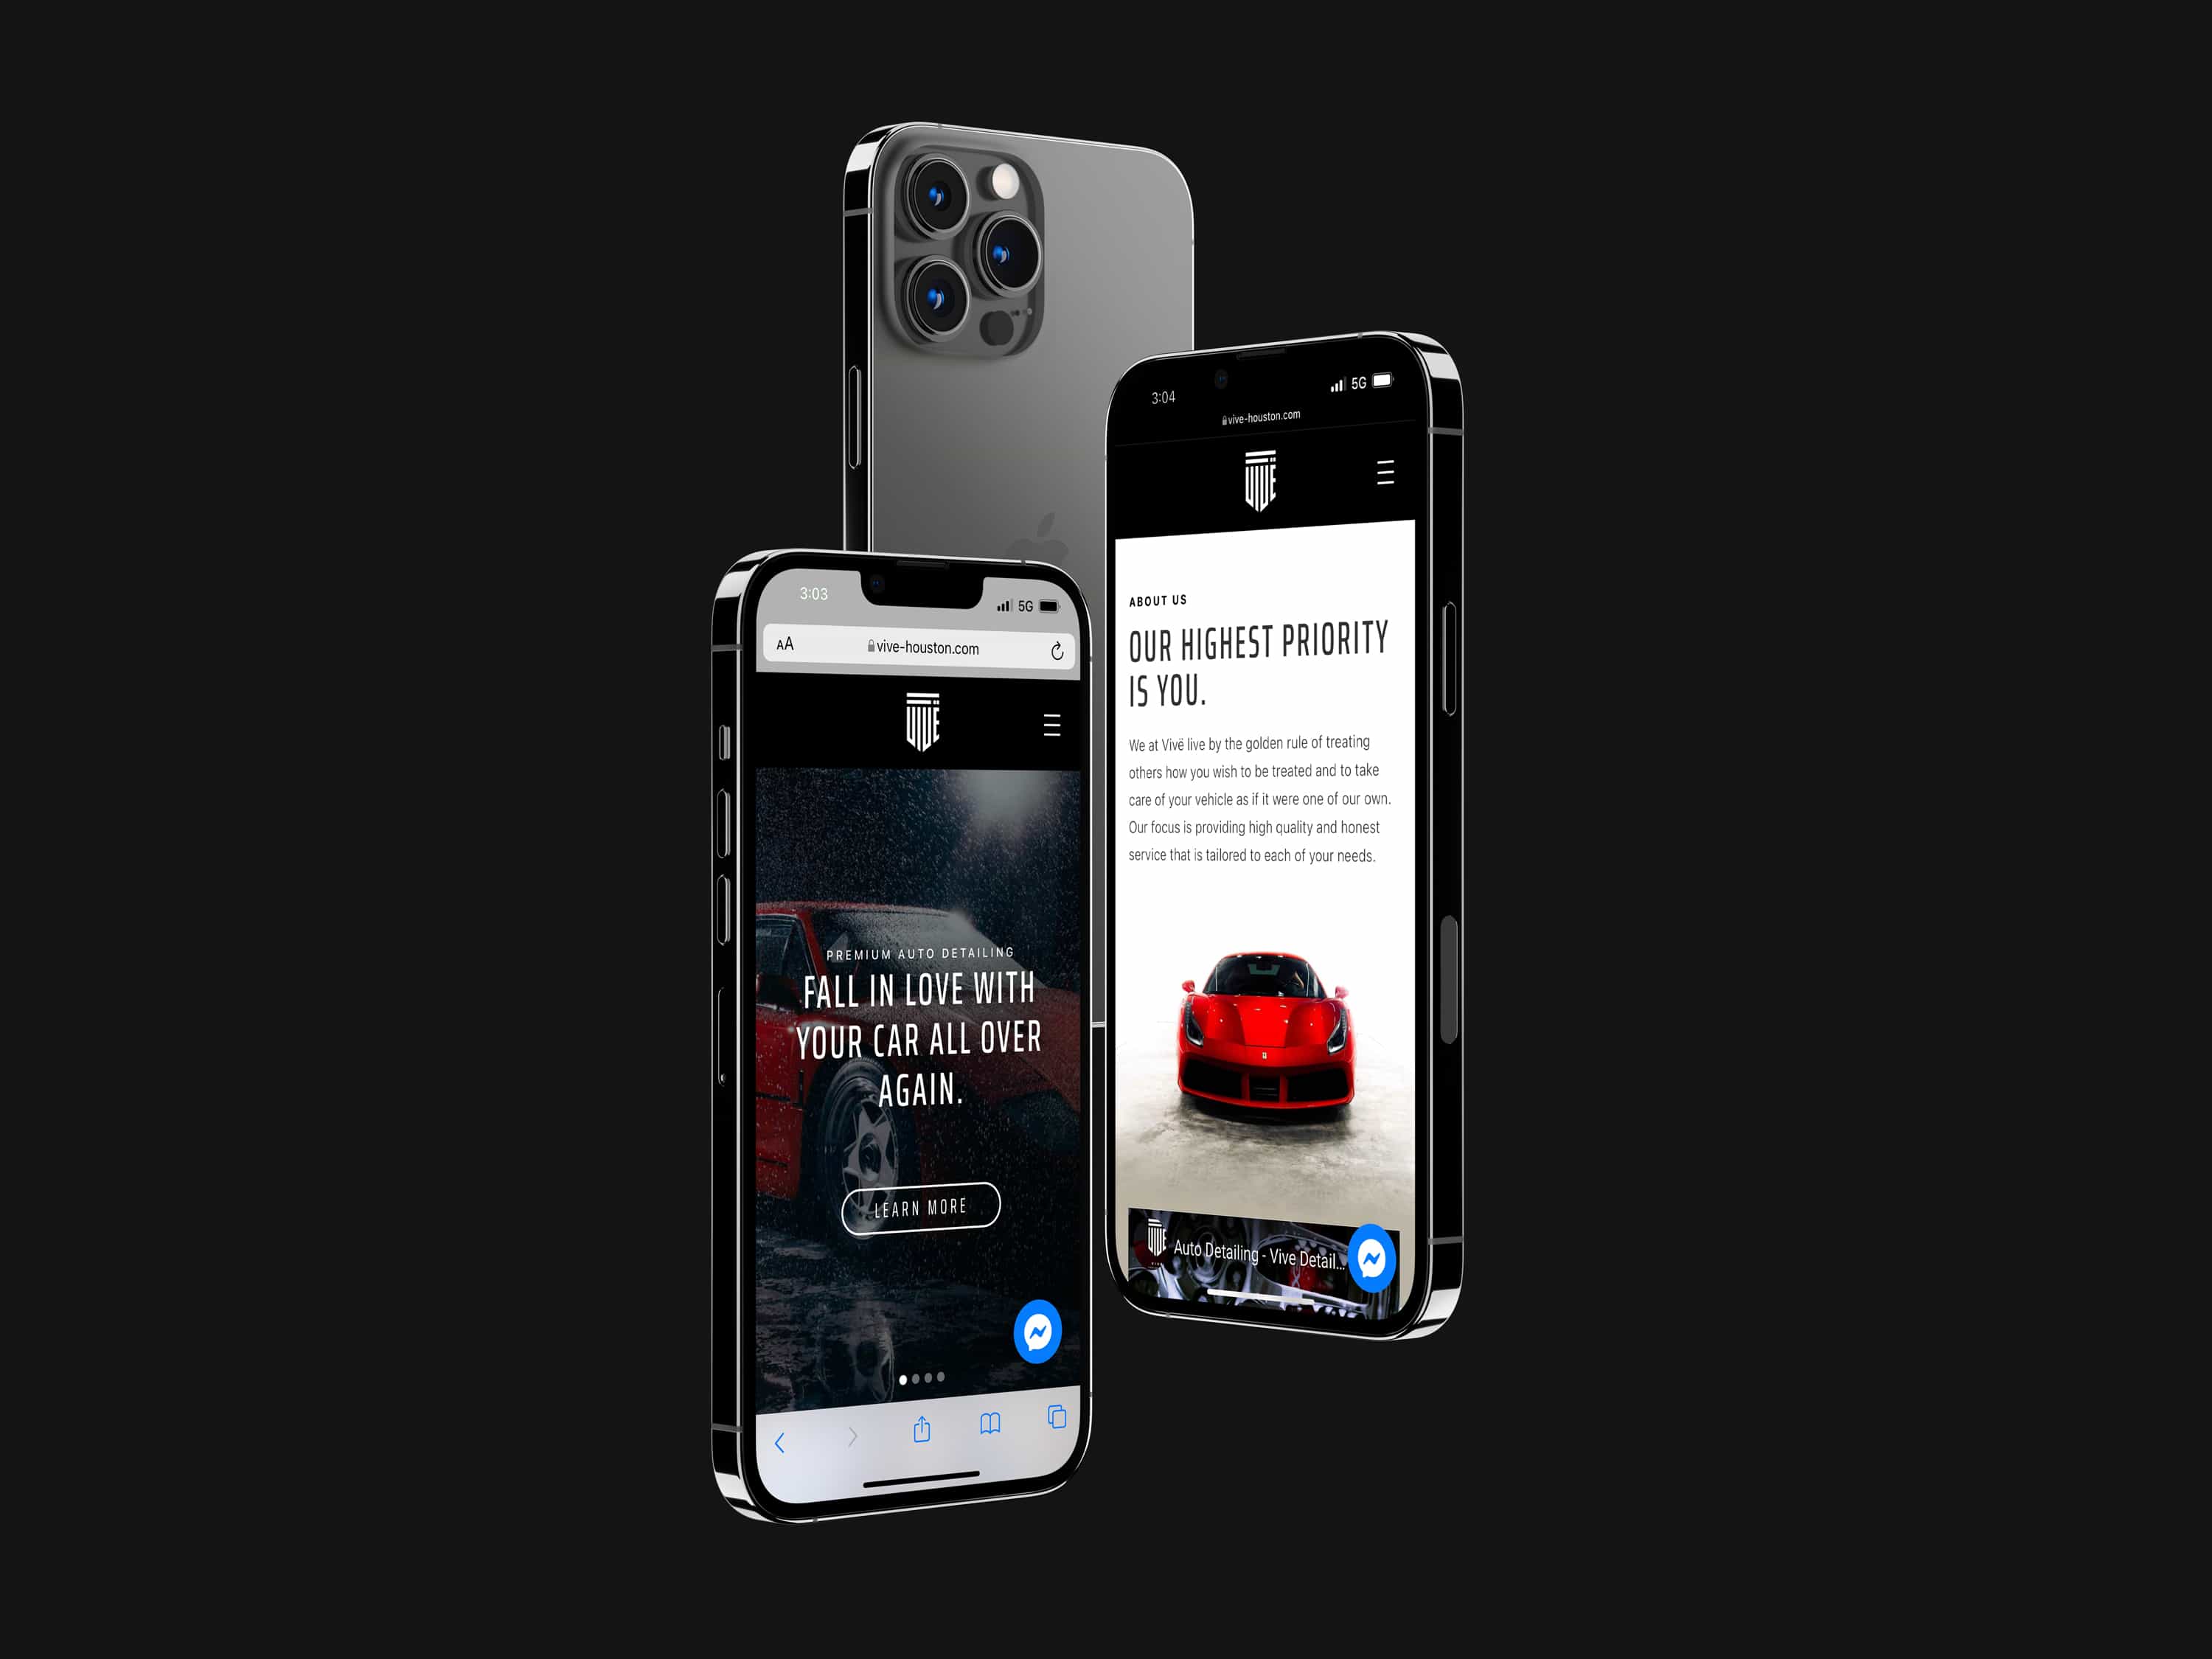 3:03
5G
AA
vive-houston.com
VIVË
PREMIUM AUTO DETAILING
FALL IN LOVE WITH
YOUR CAR ALL OVER
AGAIN.
LEARN MORE
3:04
5G
vive-houston.com
VIVË
ABOUT US
OUR HIGHEST PRIORITY
IS YOU.
We at Vivë live by the golden rule of treating
others how you wish to be treated and to take
care of your vehicle as if it were one of our own.
Our focus is providing high quality and honest
service that is tailored to each of your needs.
VIVË
Auto Detailing - Vive Detail...